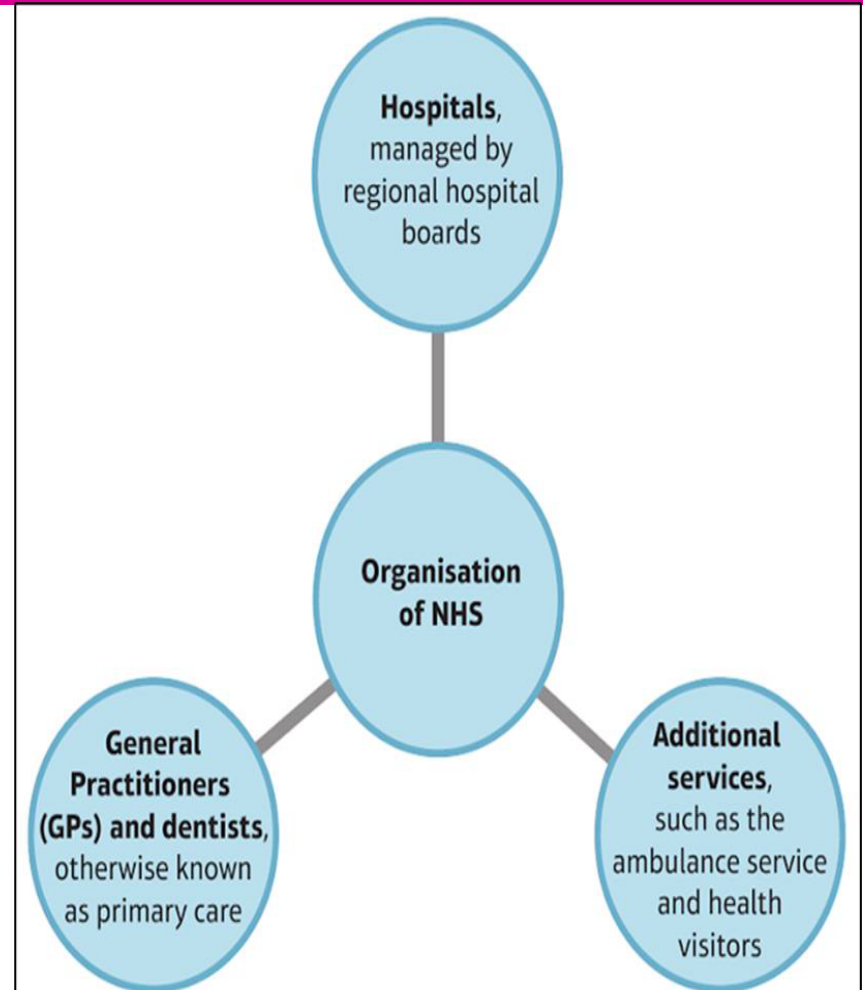 Hospitals,
managed by
regional hospital
boards
Organisation
of NHS
General
Practitioners
(GPs) and dentists,
otherwise known
as primary care
Additional
services,
such as the
ambulance service
and health
visitors